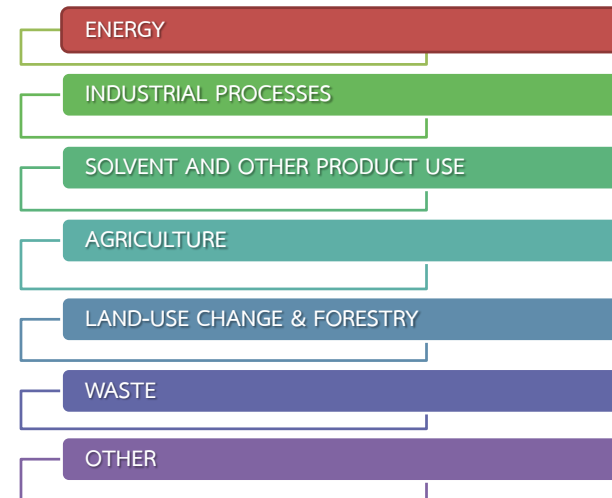 ENERGY
INDUSTRIAL PROCESSES
SOLVENT AND OTHER PRODUCT USE
AGRICULTURE
LAND-USE CHANGE & FORESTRY
WASTE
OTHER